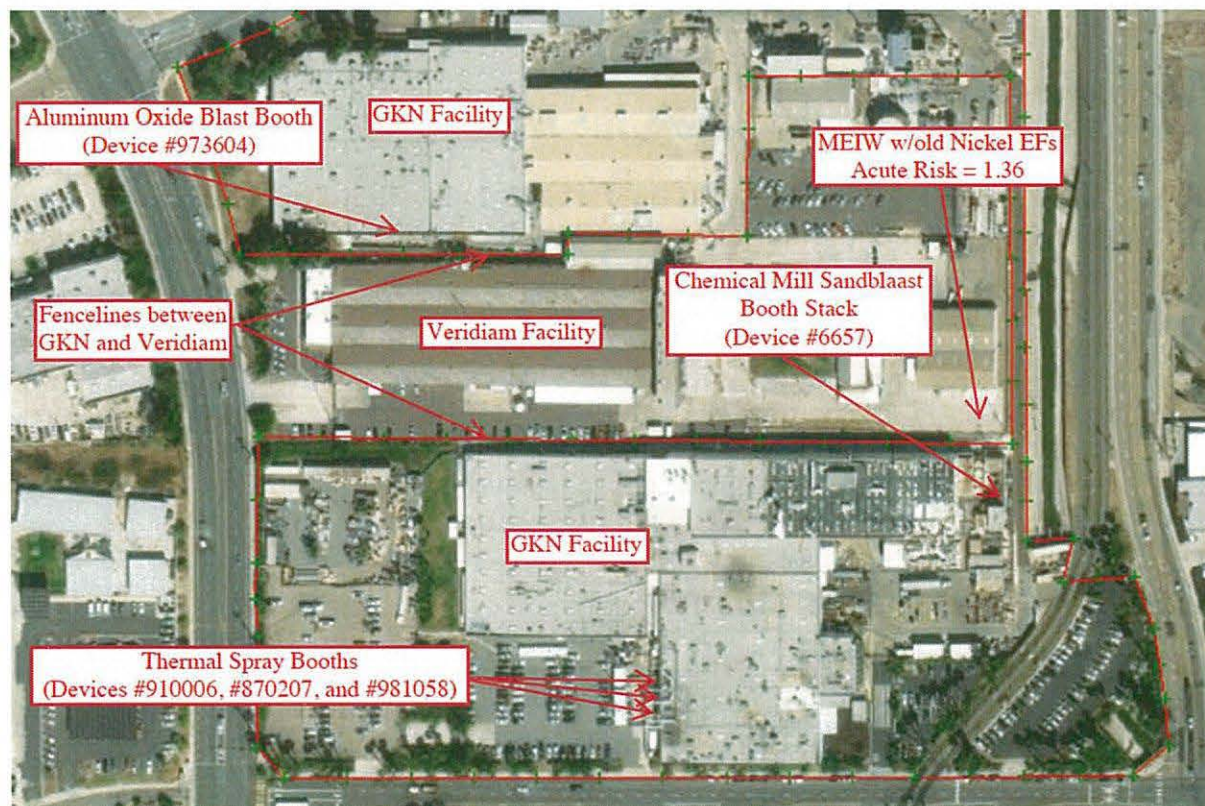 GKN Facility
Aluminum Oxide Blast Booth
(Device #973604)
MEIW w/old Nickel EFs
Acute Risk = 1.36
Chemical Mill Sandblaast
Booth Stack
(Device #6657)
Fencelines between
GKN and Veridiam
Veridiam Facility
GKN Facility
Thermal Spray Booths
(Devices #910006, #870207, and #981058)